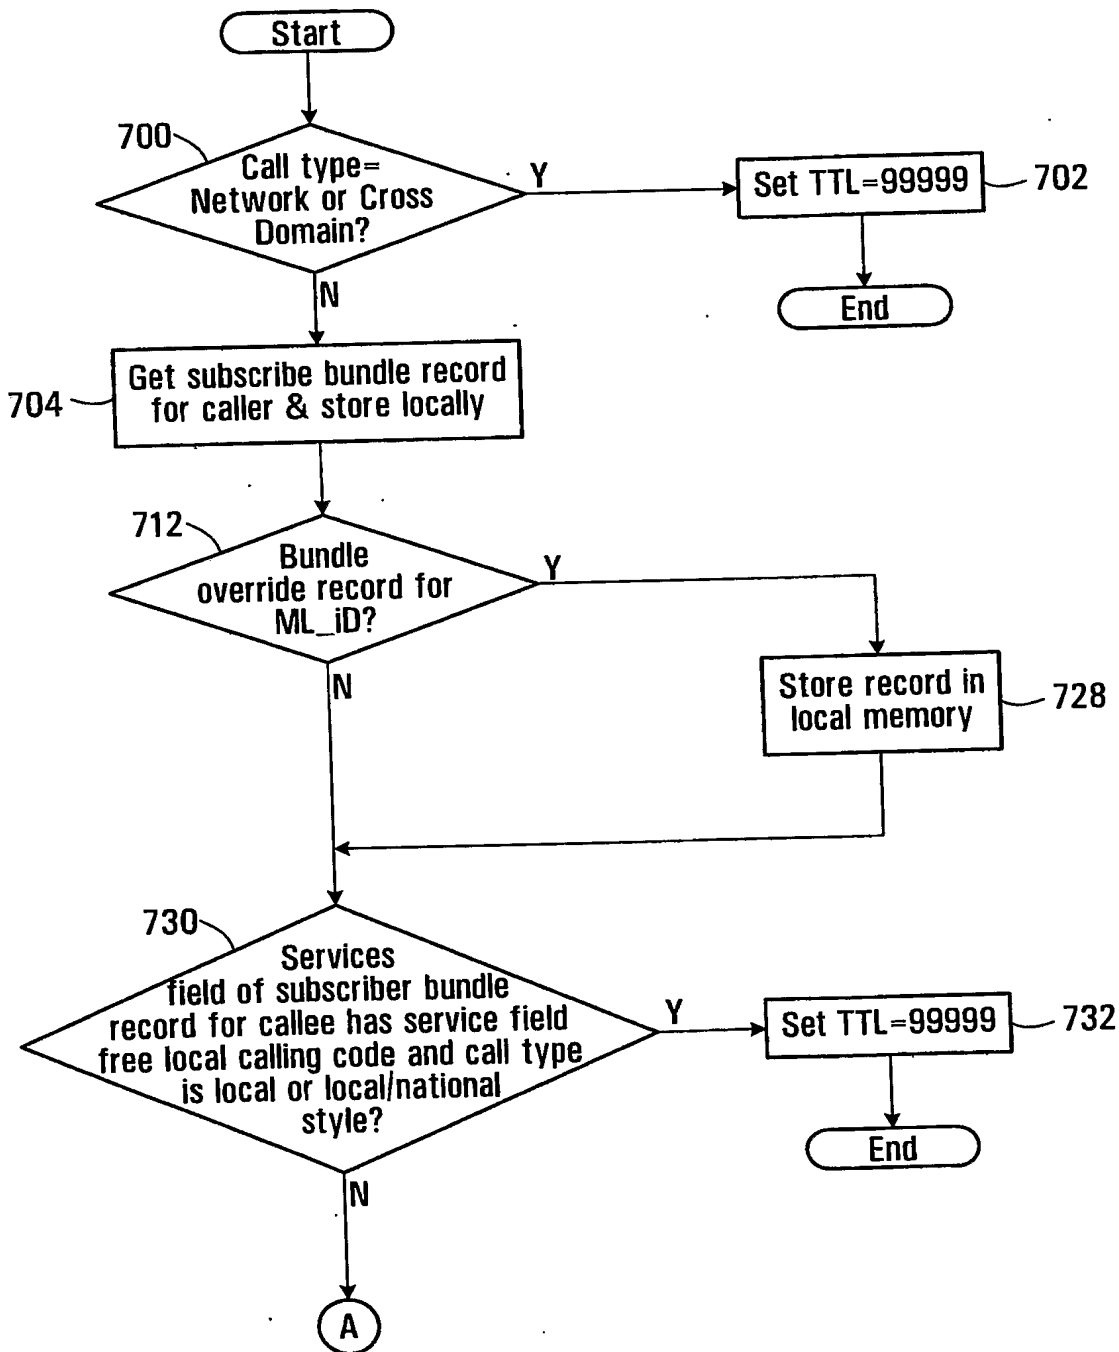 Start
700
Call type=
Network or Cross
Domain?
Y
Set TTL=99999
702
End
N
704
Get subscribe bundle record
for caller & store locally
712
Bundle
override record for
ML_iD?
Y
N
Store record in
local memory
728
730
Services
field of subscriber bundle
record for callee has service field
free local calling code and call type
is local or local/national
style?
Y
Set TTL=99999
732
End
N
A